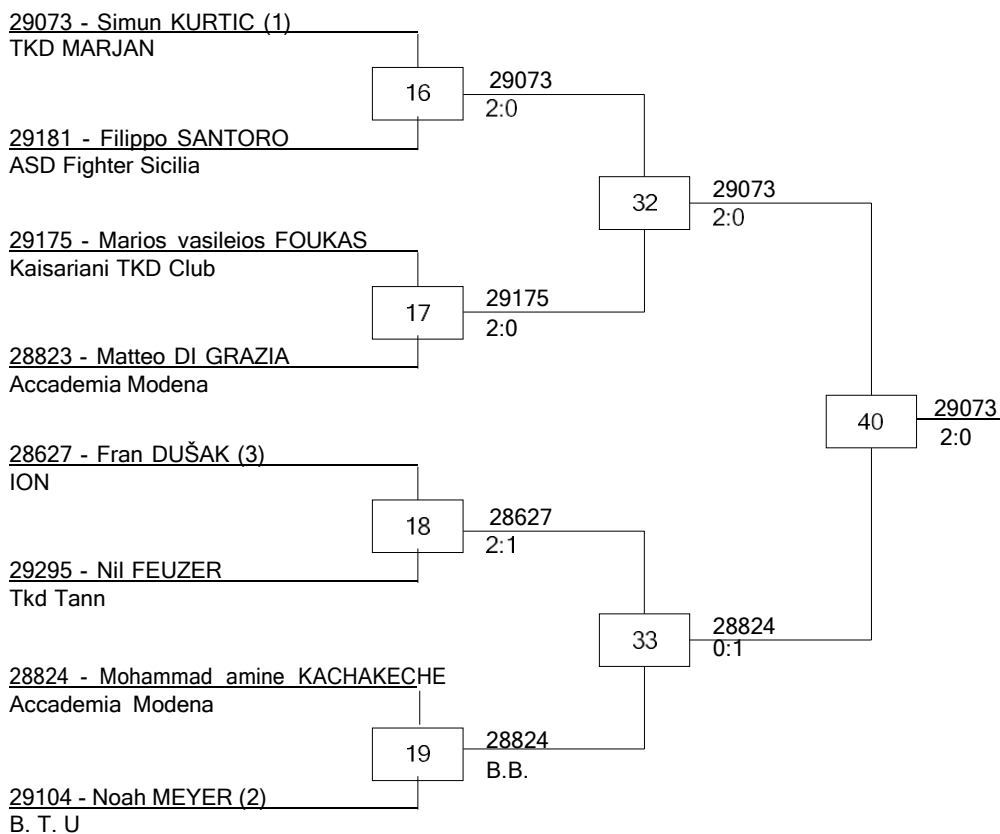 29073 - Simun KURTIC (1)
TKD MARJAN
16
29073
2:0
29181 - Filippo SANTORO
ASD Fighter Sicilia
32
29073
2:0
29175 - Marios vasileios FOUKAS
Kaisariani TKD Club
17
29175
2:0
28823 - Matteo DI GRAZIA
Accademia Modena
40
29073
2:0
28627 - Fran DUŠAK (3)
ION
18
28627
2:1
29295 - Nil FEUZER
Tkd Tann
33
28824
0:1
28824 - Mohammad amine KACHAKECHE
Accademia Modena
19
28824
B.B.
29104 - Noah MEYER (2)
B. T. U